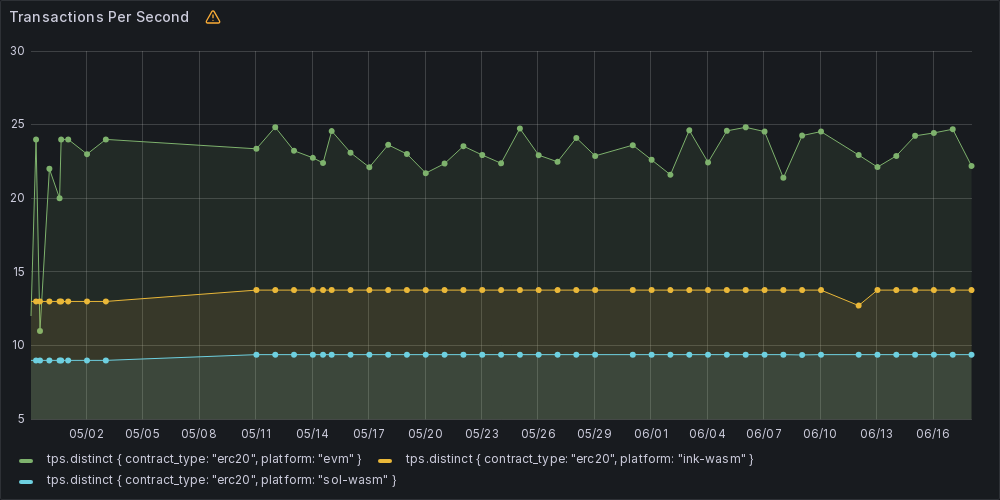 Transactions Per Second
30
25
20
15
10
5
05/02 05/05 05/08 05/11 05/14 05/17 05/20 05/23 05/26 05/29 06/01 06/04 06/07 06/10 06/13 06/16
tps.distinct { contract_type: "erc20", platform: "evm" } tps.distinct { contract_type: "erc20", platform: "ink-wasm" }
tps.distinct { contract_type: "erc20", platform: "sol-wasm" }